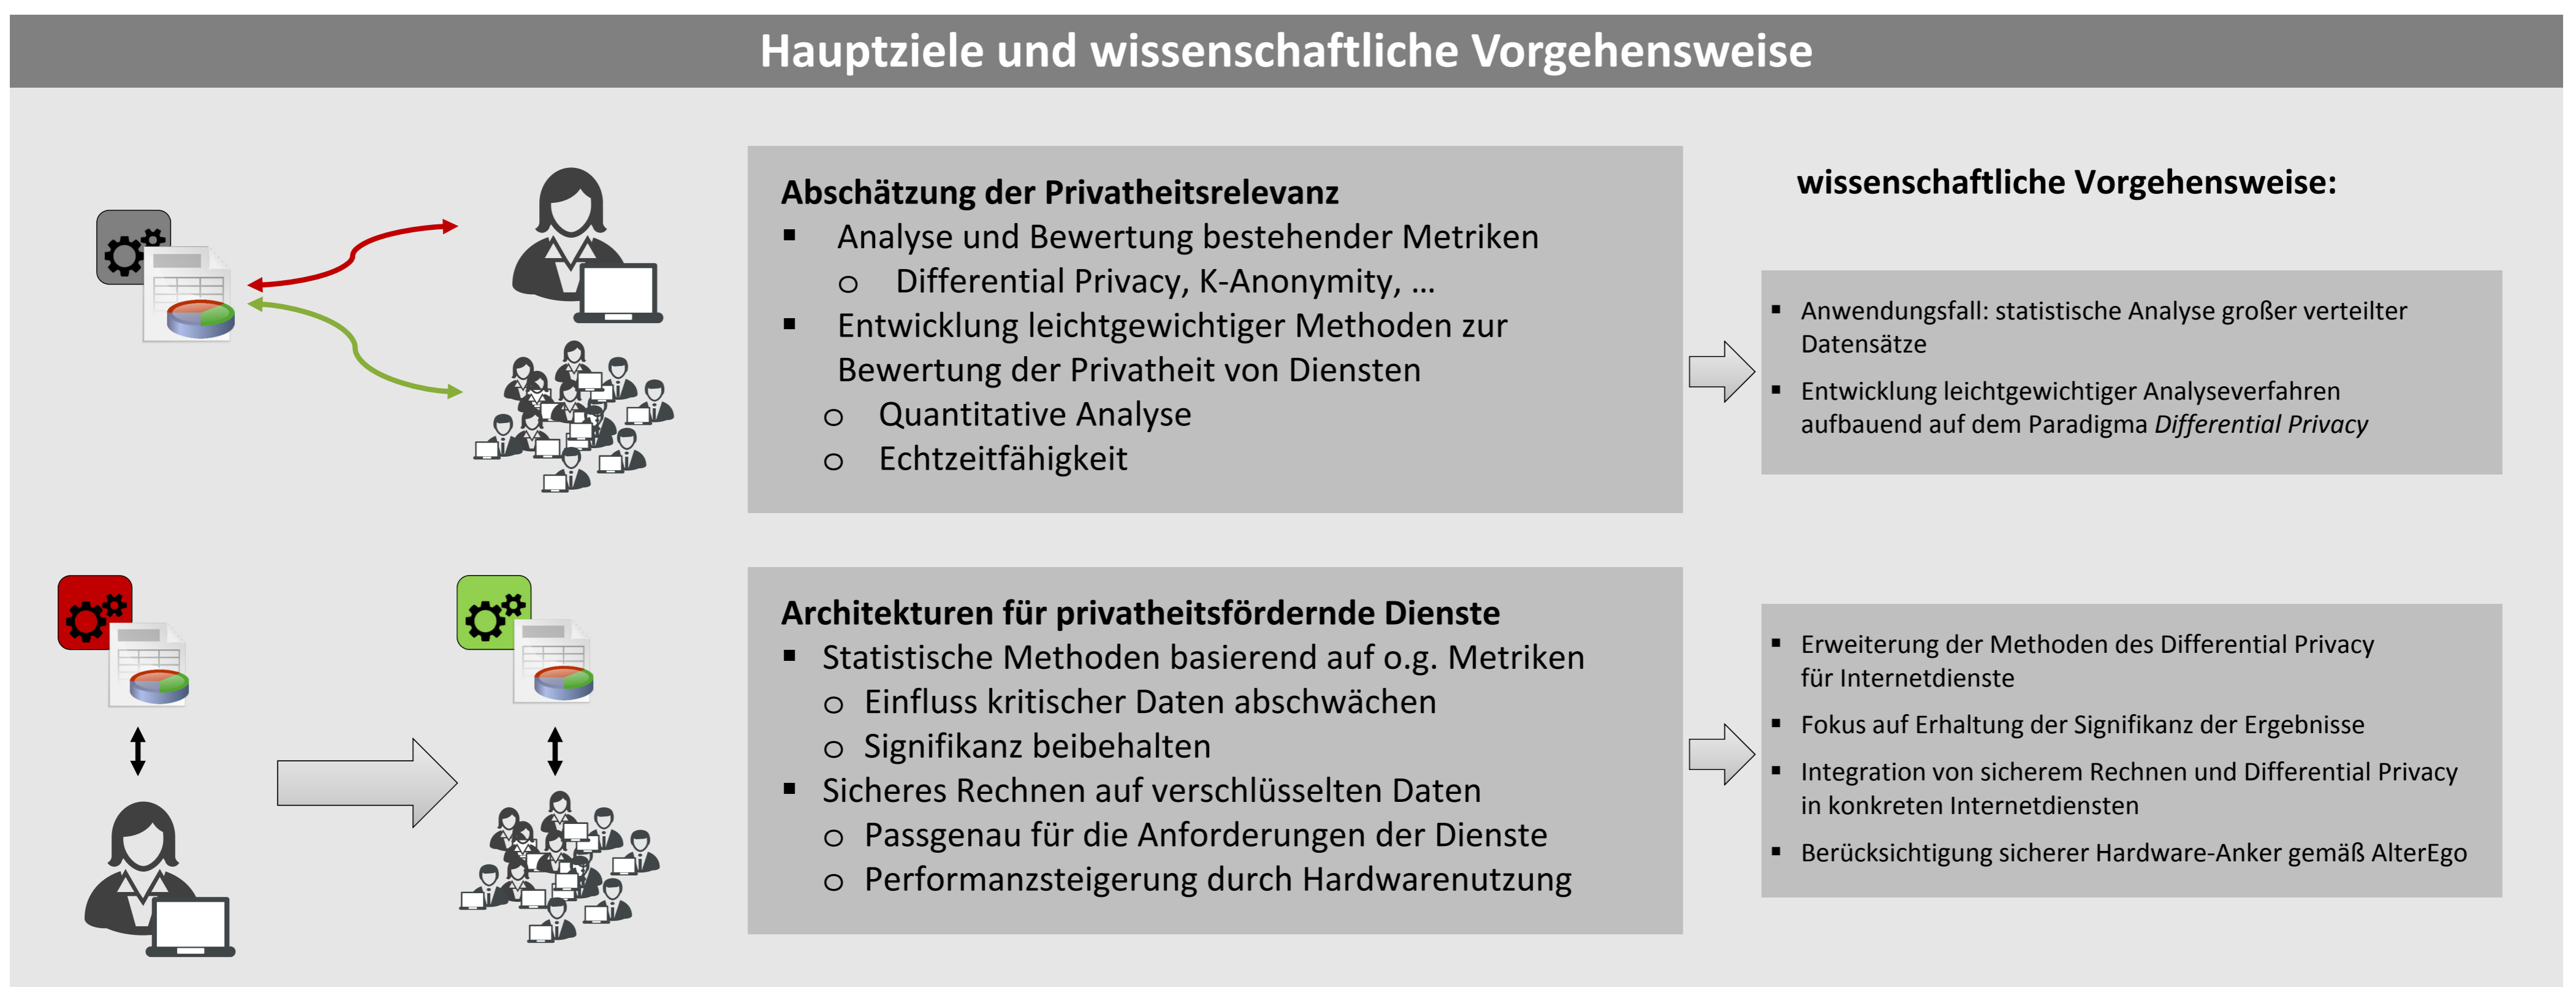 Hauptziele und wissenschaftliche Vorgehensweise
Abschätzung der Privatheitsrelevanz
▪ Analyse und Bewertung bestehender Metriken
o Differential Privacy, K-Anonymity, …
▪ Entwicklung leichtgewichtiger Methoden zur
Bewertung der Privatheit von Diensten
o Quantitative Analyse
o Echtzeitfähigkeit
wissenschaftliche Vorgehensweise:
▪ Anwendungsfall: statistische Analyse großer verteilter
Datensätze
▪ Entwicklung leichtgewichtiger Analyseverfahren
aufbauend auf dem Paradigma Differential Privacy
Architekturen für privatheitsfördernde Dienste
▪ Statistische Methoden basierend auf o.g. Metriken
o Einfluss kritischer Daten abschwächen
o Signifikanz beibehalten
▪ Sicheres Rechnen auf verschlüsselten Daten
o Passgenau für die Anforderungen der Dienste
o Performanzsteigerung durch Hardwarenutzung
▪ Erweiterung der Methoden des Differential Privacy
für Internetdienste
▪ Fokus auf Erhaltung der Signifikanz der Ergebnisse
▪ Integration von sicherem Rechnen und Differential Privacy
in konkreten Internetdiensten
▪ Berücksichtigung sicherer Hardware-Anker gemäß AlterEgo